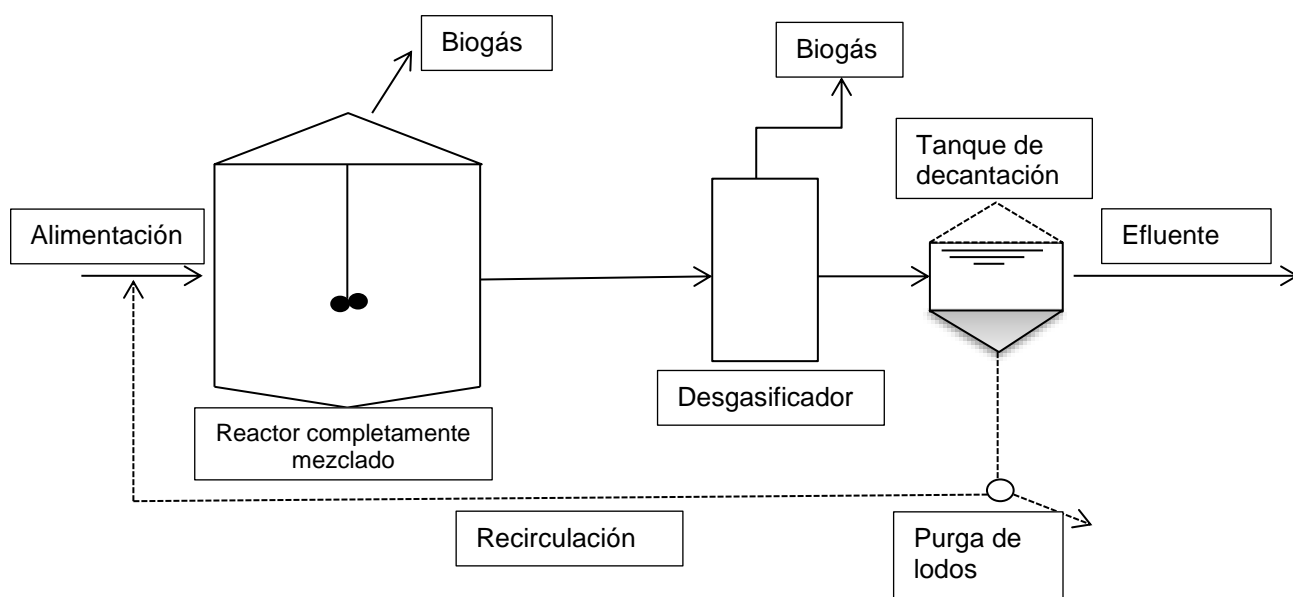 Biogás
Biogás
Tanque de
decantación
Alimentación
Efluente
Desgasificador
Reactor completamente
mezclado
Recirculación
Purga de
lodos